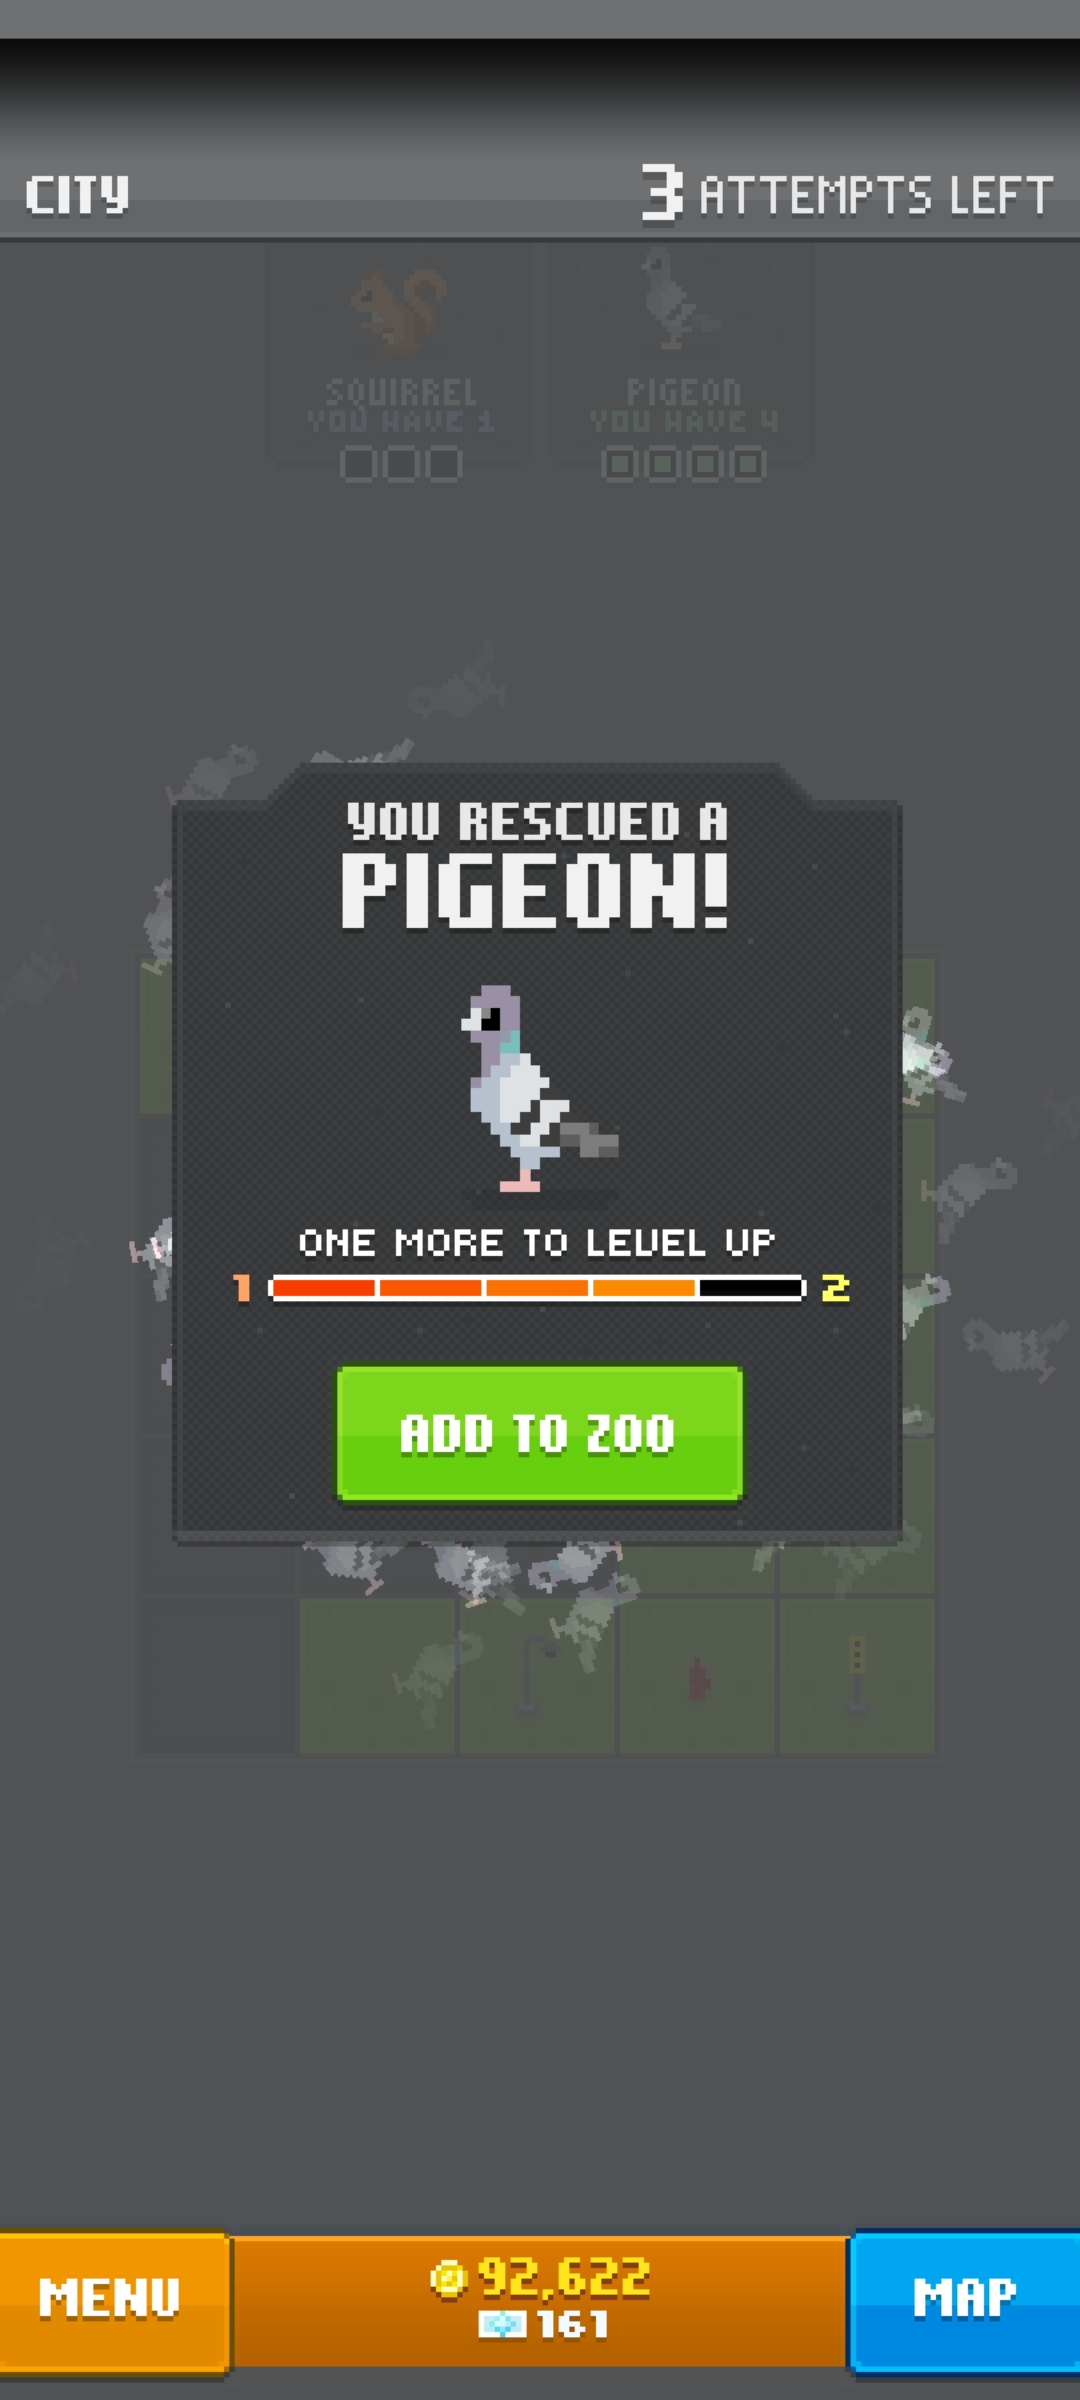 CITY
3 ATTEMPTS LEFT
SQUIRREL
YOU HAVE 1
PIGEON
YOU HAVE 4
YOU RESCUED A
PIGEON!
ONE MORE TO LEVEL UP
1
2
ADD TO ZOO
MENU
92,622
161
MAP